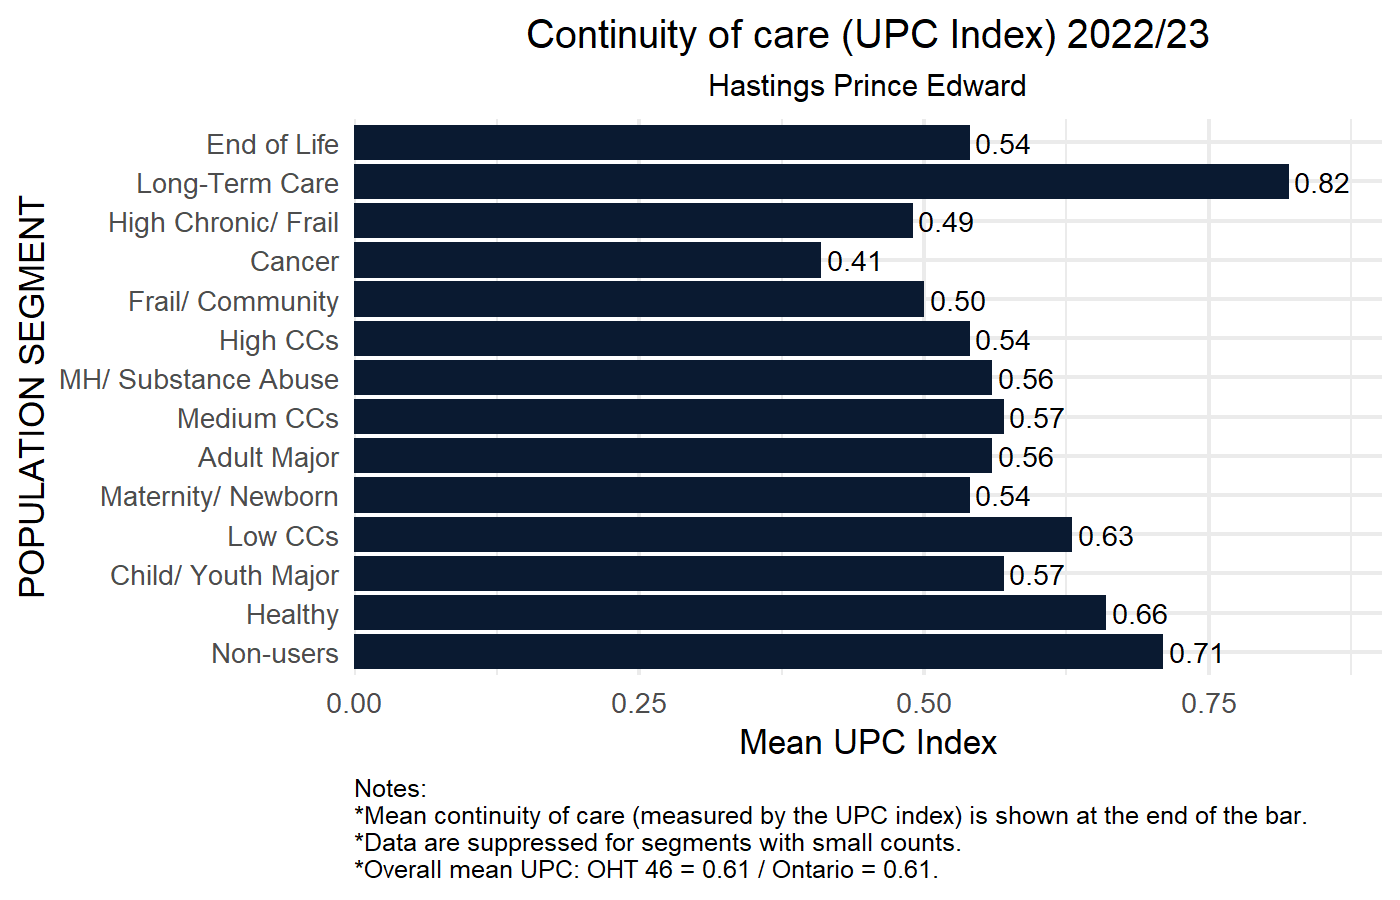 Continuity of care (UPC Index) 2022/23
Hastings Prince Edward
POPULATION SEGMENT
End of Life 0.54
Long-Term Care 0.82
High Chronic/ Frail 0.49
Cancer 0.41
Frail/ Community 0.50
High CCs 0.54
MH/ Substance Abuse 0.56
Medium CCs 0.57
Adult Major 0.56
Maternity/ Newborn 0.54
Low CCs 0.63
Child/ Youth Major 0.57
Healthy 0.66
Non-users 0.71
0.00 0.25 0.50 0.75
Mean UPC Index
Notes:
*Mean continuity of care (measured by the UPC index) is shown at the end of the bar.
*Data are suppressed for segments with small counts.
*Overall mean UPC: OHT 46 = 0.61 / Ontario = 0.61.